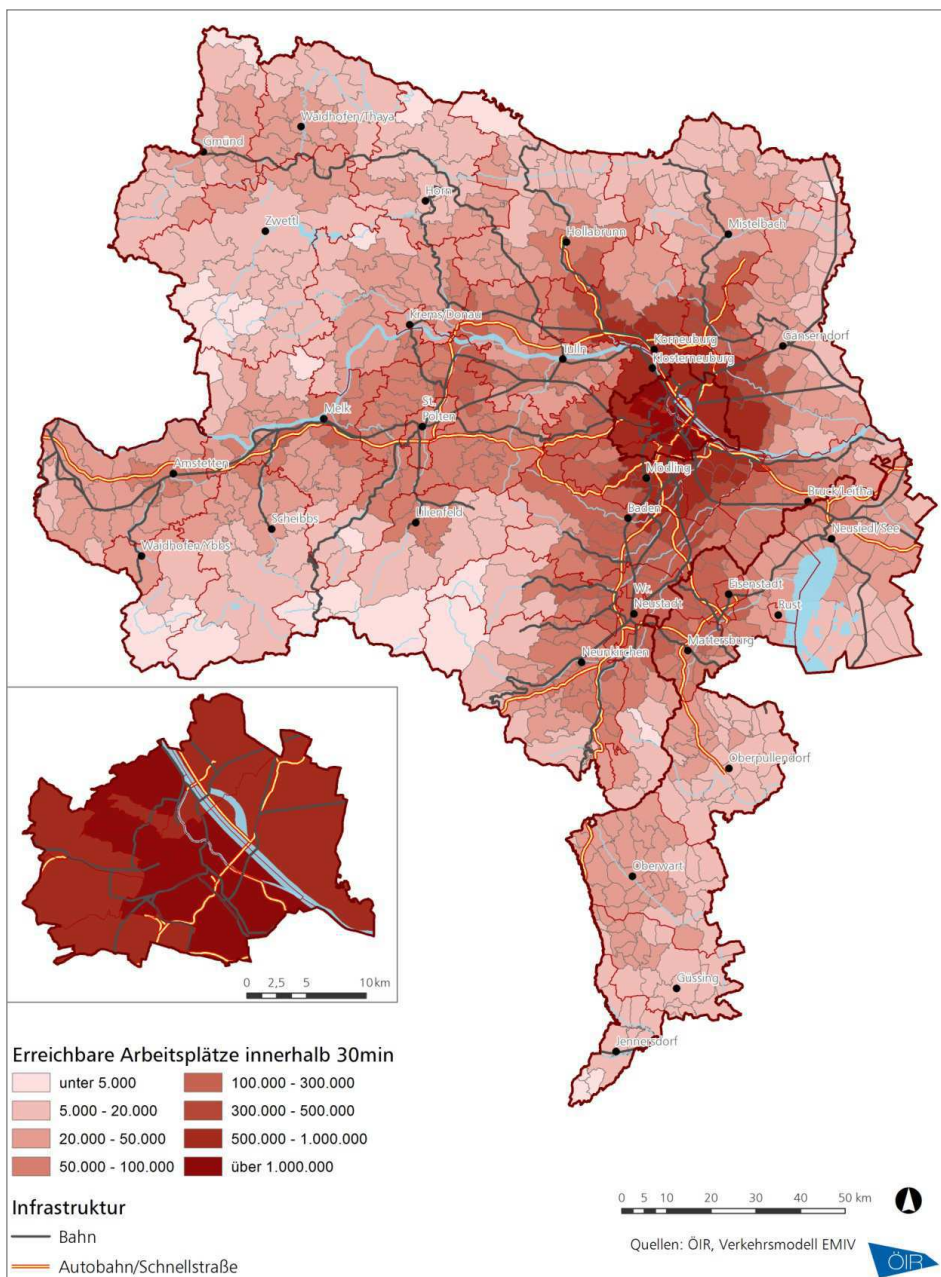 Waidhofen/Thaya
Gmünd
Horn
Zwettl
Mistelbach
Hollabrunn
Krems/Donau
Korneuburg
Gänserndorf
Tulln
Klosterneuburg
Melk
St.
Pölten
Amstetten
Mödling
Bruck/Leitha
Baden
Lilienfeld
Scheibbs
Neusiedl/See
Waidhofen/Ybbs
Eisenstadt
Wr.
Neustadt
Rust
Mattersburg
Neunkirchen
Oberpullendorf
Oberwart
Güssing
Jennersdorf
0 2,5 5 10 km
Erreichbare Arbeitsplätze innerhalb 30min
unter 5.000
5.000 - 20.000
20.000 - 50.000
50.000 - 100.000
100.000 - 300.000
300.000 - 500.000
500.000 - 1.000.000
über 1.000.000
Infrastruktur
Bahn
Autobahn/Schnellstraße
0 5 10 20 30 40 50 km
Quellen: ÖIR, Verkehrsmodell EMIV
ÖIR